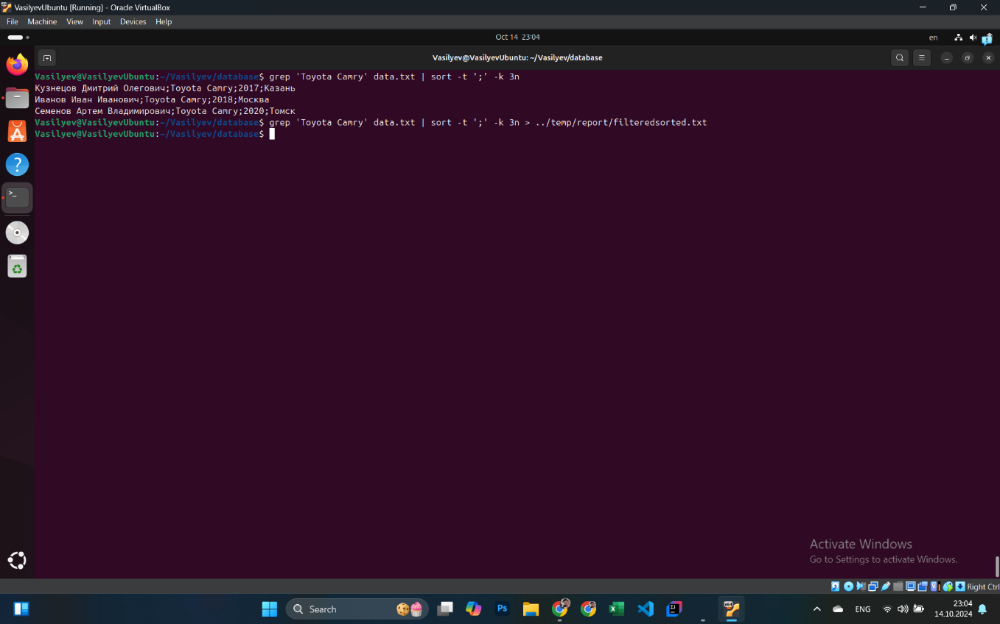 VasilyevUbuntu [Running] - Oracle VirtualBox
File Machine View Input Devices Help
Oct 14 23:04
en
Vasilyev@VasilyevUbuntu: ~/Vasilyev/database
Vasilyev@VasilyevUbuntu:~/Vasilyev/database$ grep 'Toyota Camry' data.txt | sort -t ';' -k 3n
Кузнецов Дмитрий Олегович;Toyota Camry;2017;Казань
Иванов Иван Иванович;Toyota Camry;2018;Москва
Семенов Артем Владимирович;Toyota Camry;2020;Томск
Vasilyev@VasilyevUbuntu:~/Vasilyev/database$ grep 'Toyota Camry' data.txt | sort -t ';' -k 3n > ../temp/report/filteredsorted.txt
Vasilyev@VasilyevUbuntu:~/Vasilyev/database$
Activate Windows
Go to Settings to activate Windows.
Right Ctrl
Search
Ps
ENG
23:04
14.10.2024